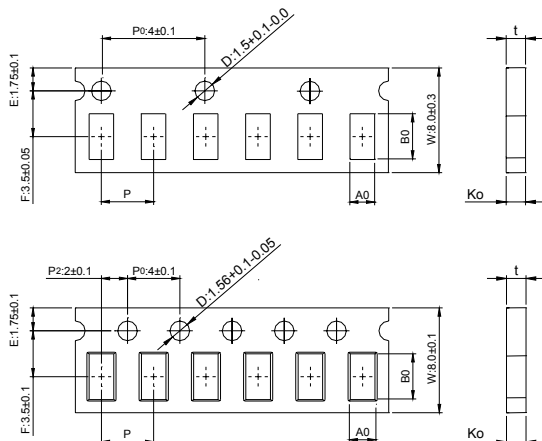 P0:4±0.1
D:1.5+0.1-0.0
t
E:1.75±0.1
F:3.5±0.05
B0
W:8.0±0.3
P
A0
Ko
P2:2±0.1
P0:4±0.1
D:1.56+0.1-0.05
t
E:1.75±0.1
F:3.5±0.1
B0
W:8.0±0.1
P
A0
Ko